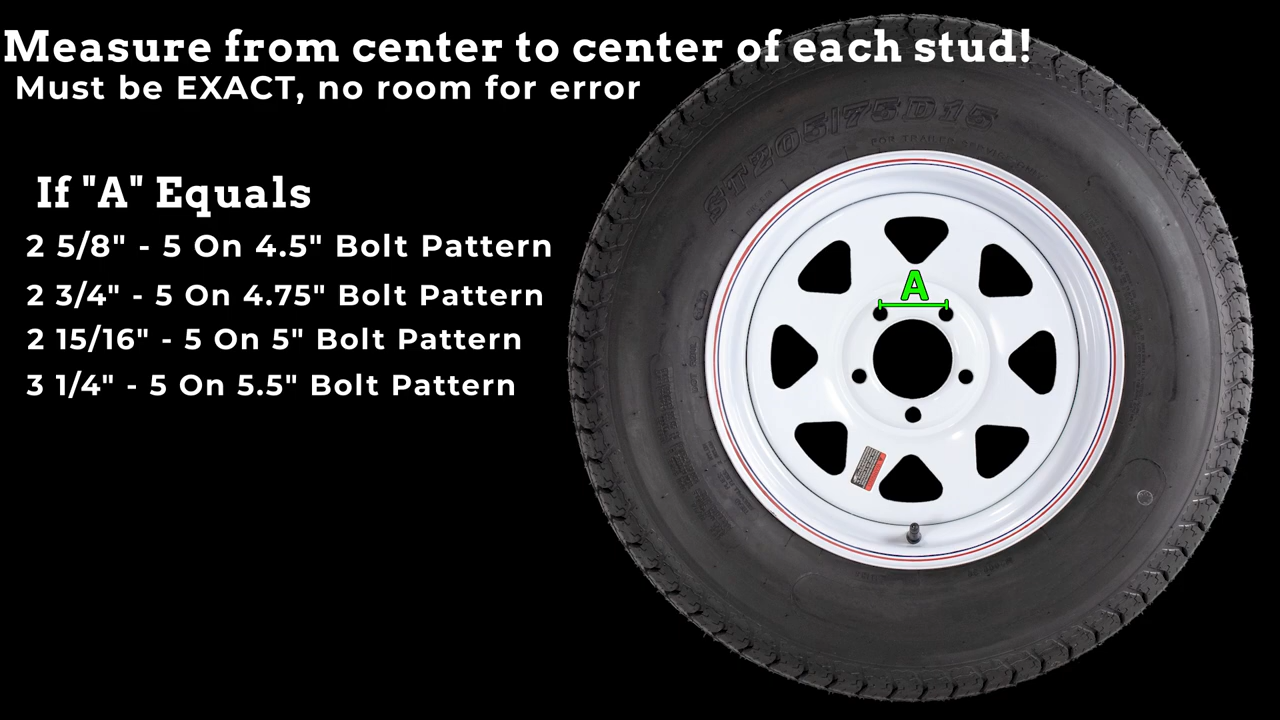 Measure from center to center of each stud!
Must be EXACT, no room for error
If "A" Equals
2 5/8" - 5 On 4.5" Bolt Pattern
2 3/4" - 5 On 4.75" Bolt Pattern
2 15/16" - 5 On 5" Bolt Pattern
3 1/4" - 5 On 5.5" Bolt Pattern
ST205/75D15
FOR TRAILER
A